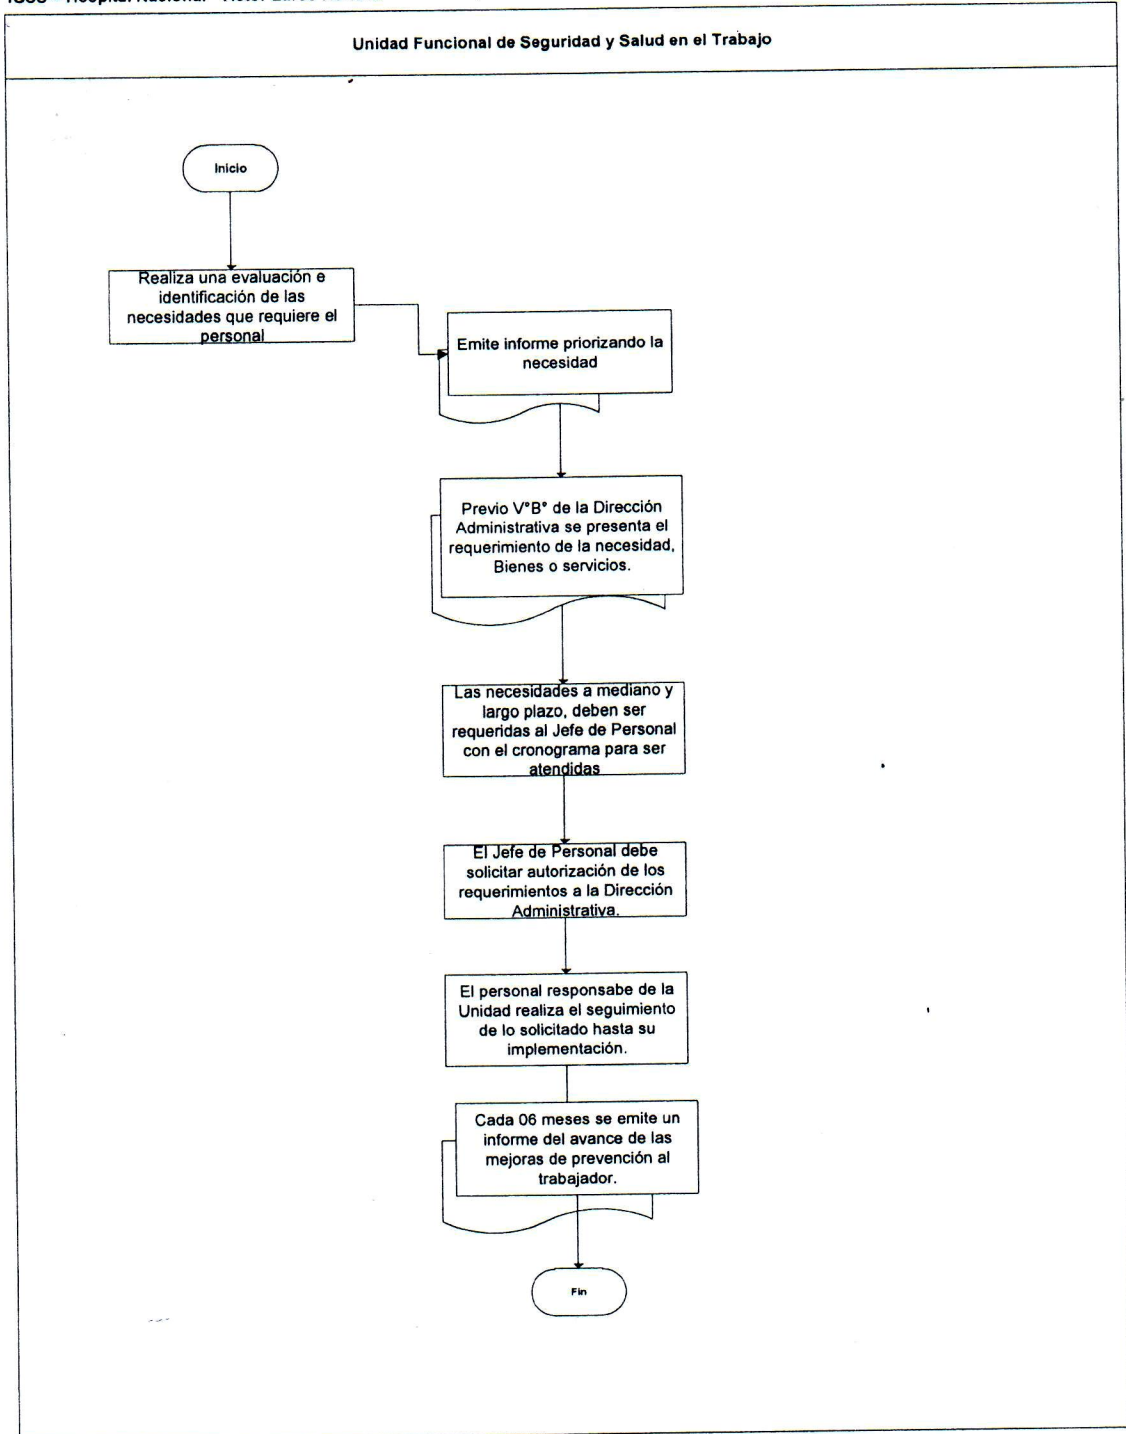 Hospital Nacional
Unidad Funcional de Seguridad y Salud en el Trabajo
Inicio
Realiza una evaluación e
identificación de las
necesidades que requiere el
personal
Emite informe priorizando la
necesidad
Previo V°B° de la Dirección
Administrativa se presenta el
requerimiento de la necesidad,
Bienes o servicios.
Las necesidades a mediano y
largo plazo, deben ser
requeridas al Jefe de Personal
con el cronograma para ser
atendidas
El Jefe de Personal debe
solicitar autorización de los
requerimientos a la Dirección
Administrativa.
El personal responsabe de la
Unidad realiza el seguimiento
de lo solicitado hasta su
implementación.
Cada 06 meses se emite un
informe del avance de las
mejoras de prevención al
trabajador.
Fin